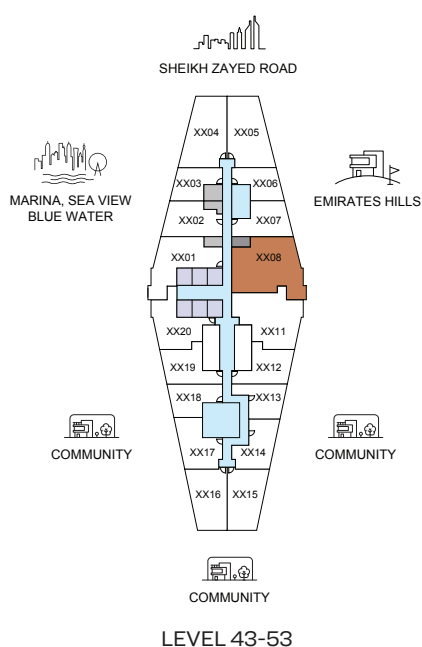 SHEIKH ZAYED ROAD
XX04 XX05
MARINA, SEA VIEW
BLUE WATER
XX03 XX06
EMIRATES HILLS
XX02 XX07
XX01 XX08
XX20 XX11
XX19 XX12
XX18 XX13
COMMUNITY
XX17 XX14
COMMUNITY
XX16 XX15
COMMUNITY
LEVEL 43-53